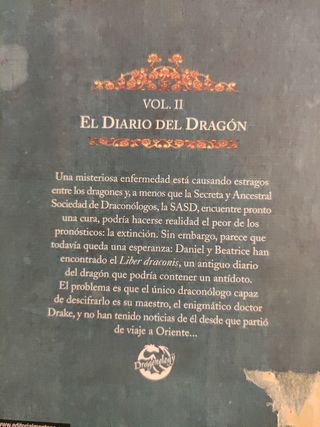 VOL. II
EL DIARIO DEL DRAGÓN
Una misteriosa enfermedad está causando estragos
entre los dragones y, a menos que la Secreta y Ancestral
Sociedad de Draconólogos, la SASD, encuentre pronto
una cura, podría hacerse realidad el peor de los
pronósticos: la extinción. Sin embargo, parece que
todavía queda una esperanza: Daniel y Beatrice han
encontrado el Liber draconis, un antiguo diario
del dragón que podría contener un antídoto.
El problema es que el único draconólogo capaz
de descifrarlo es su maestro, el enigmático doctor
Drake, y no han tenido noticias de él desde que partió
de viaje a Oriente...
Dragonology